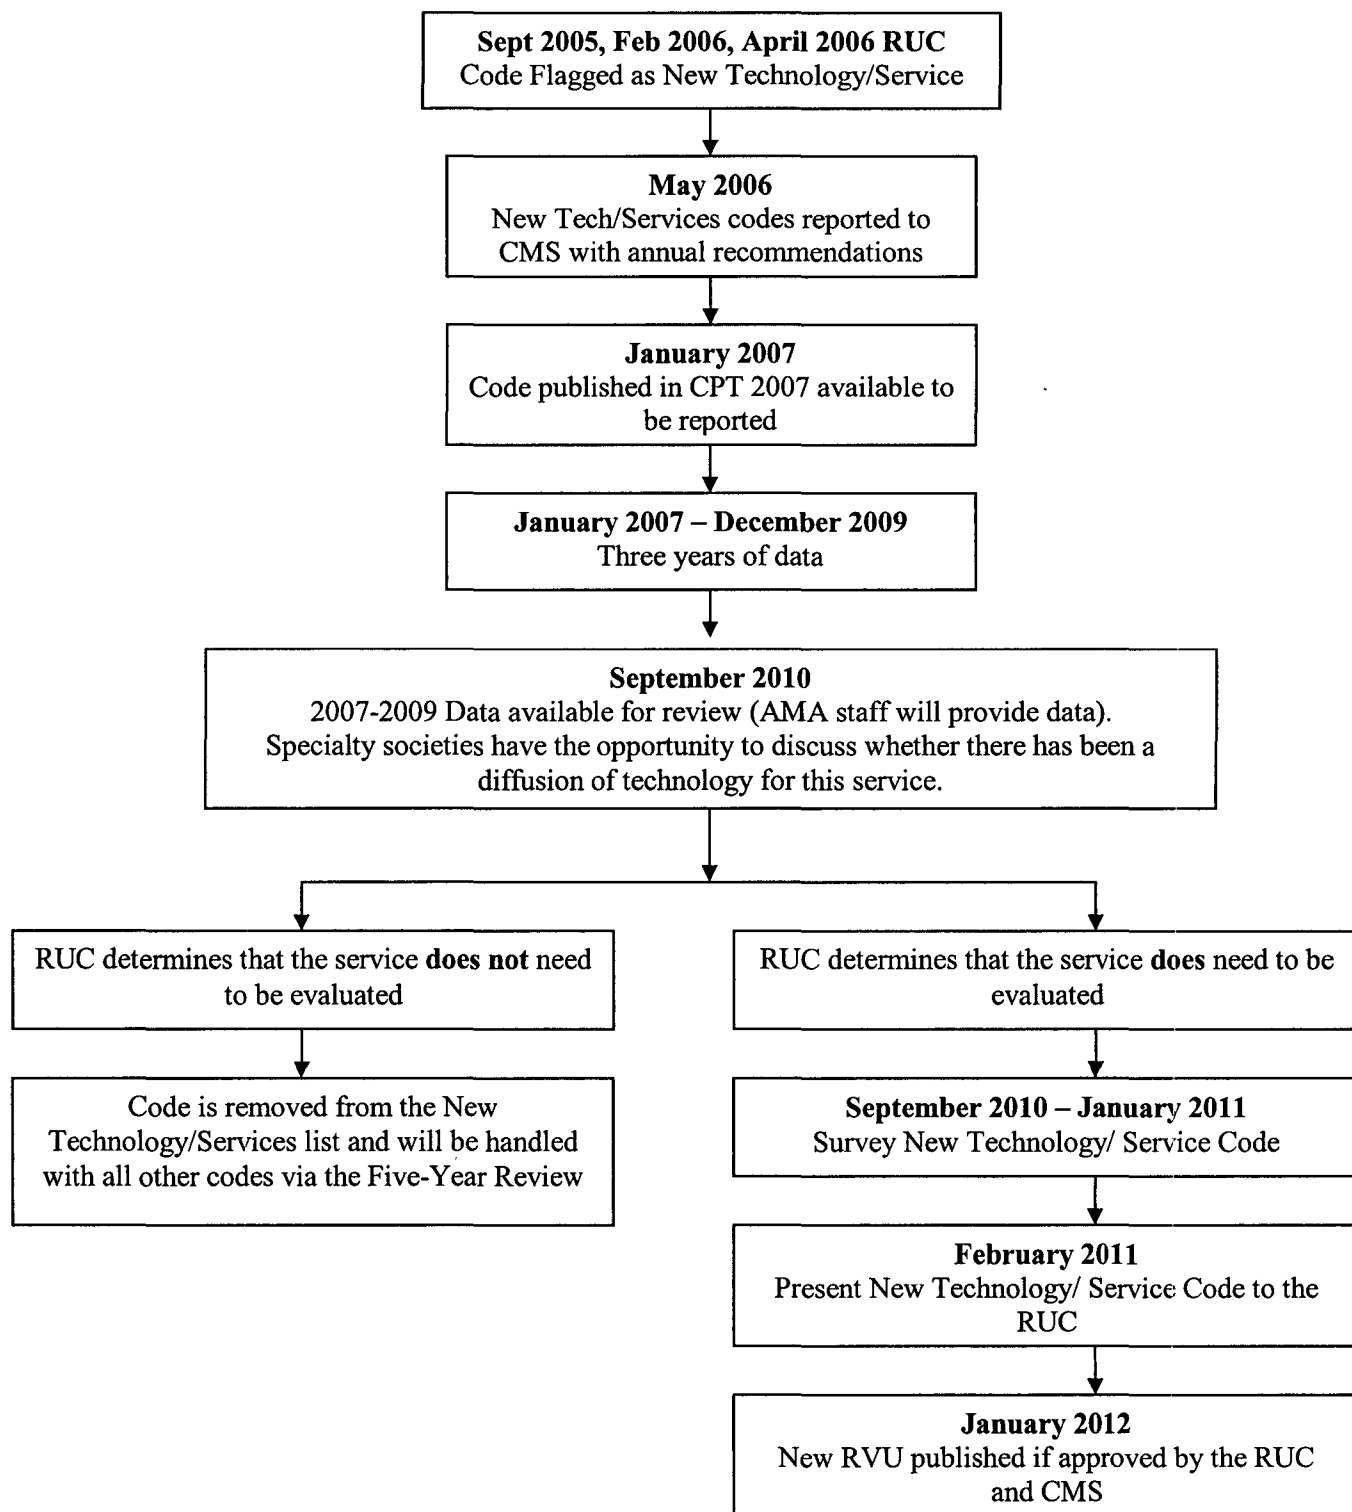 Sept 2005, Feb 2006, April 2006 RUC
Code Flagged as New Technology/Service
May 2006
New Tech/Services codes reported to
CMS with annual recommendations
January 2007
Code published in CPT 2007 available to
be reported
January 2007 – December 2009
Three years of data
September 2010
2007-2009 Data available for review (AMA staff will provide data).
Specialty societies have the opportunity to discuss whether there has been a
diffusion of technology for this service.
RUC determines that the service does not need
to be evaluated
Code is removed from the New
Technology/Services list and will be handled
with all other codes via the Five-Year Review
RUC determines that the service does need to be
evaluated
September 2010 – January 2011
Survey New Technology/ Service Code
February 2011
Present New Technology/ Service Code to the
RUC
January 2012
New RVU published if approved by the RUC
and CMS